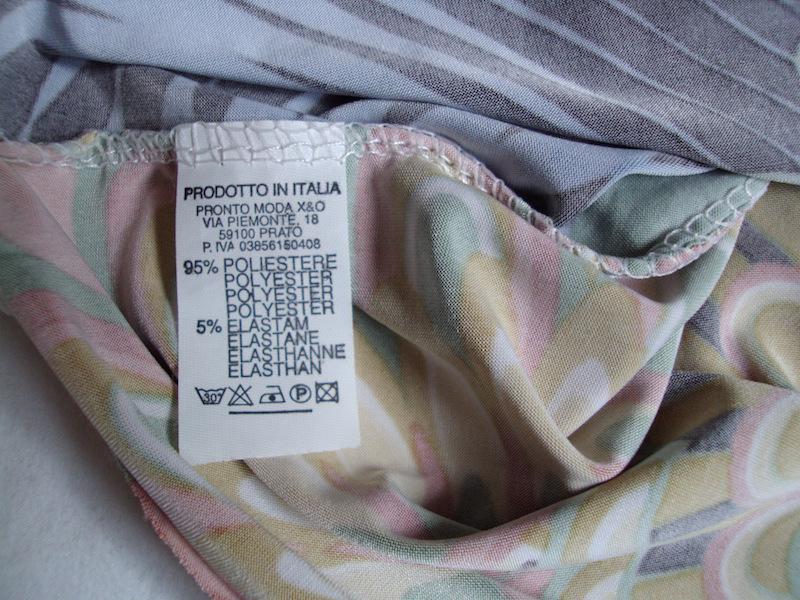 PRODOTTO IN ITALIA
PRONTO MODA X&O
VIA PIEMONTE, 18
59100 PRATO
P. IVA 03856150408
95% POLIESTERE
POLYESTER
POLYESTER
POLYESTER
5% ELASTAM
ELASTANE
ELASTHANNE
ELASTHAN
30° P